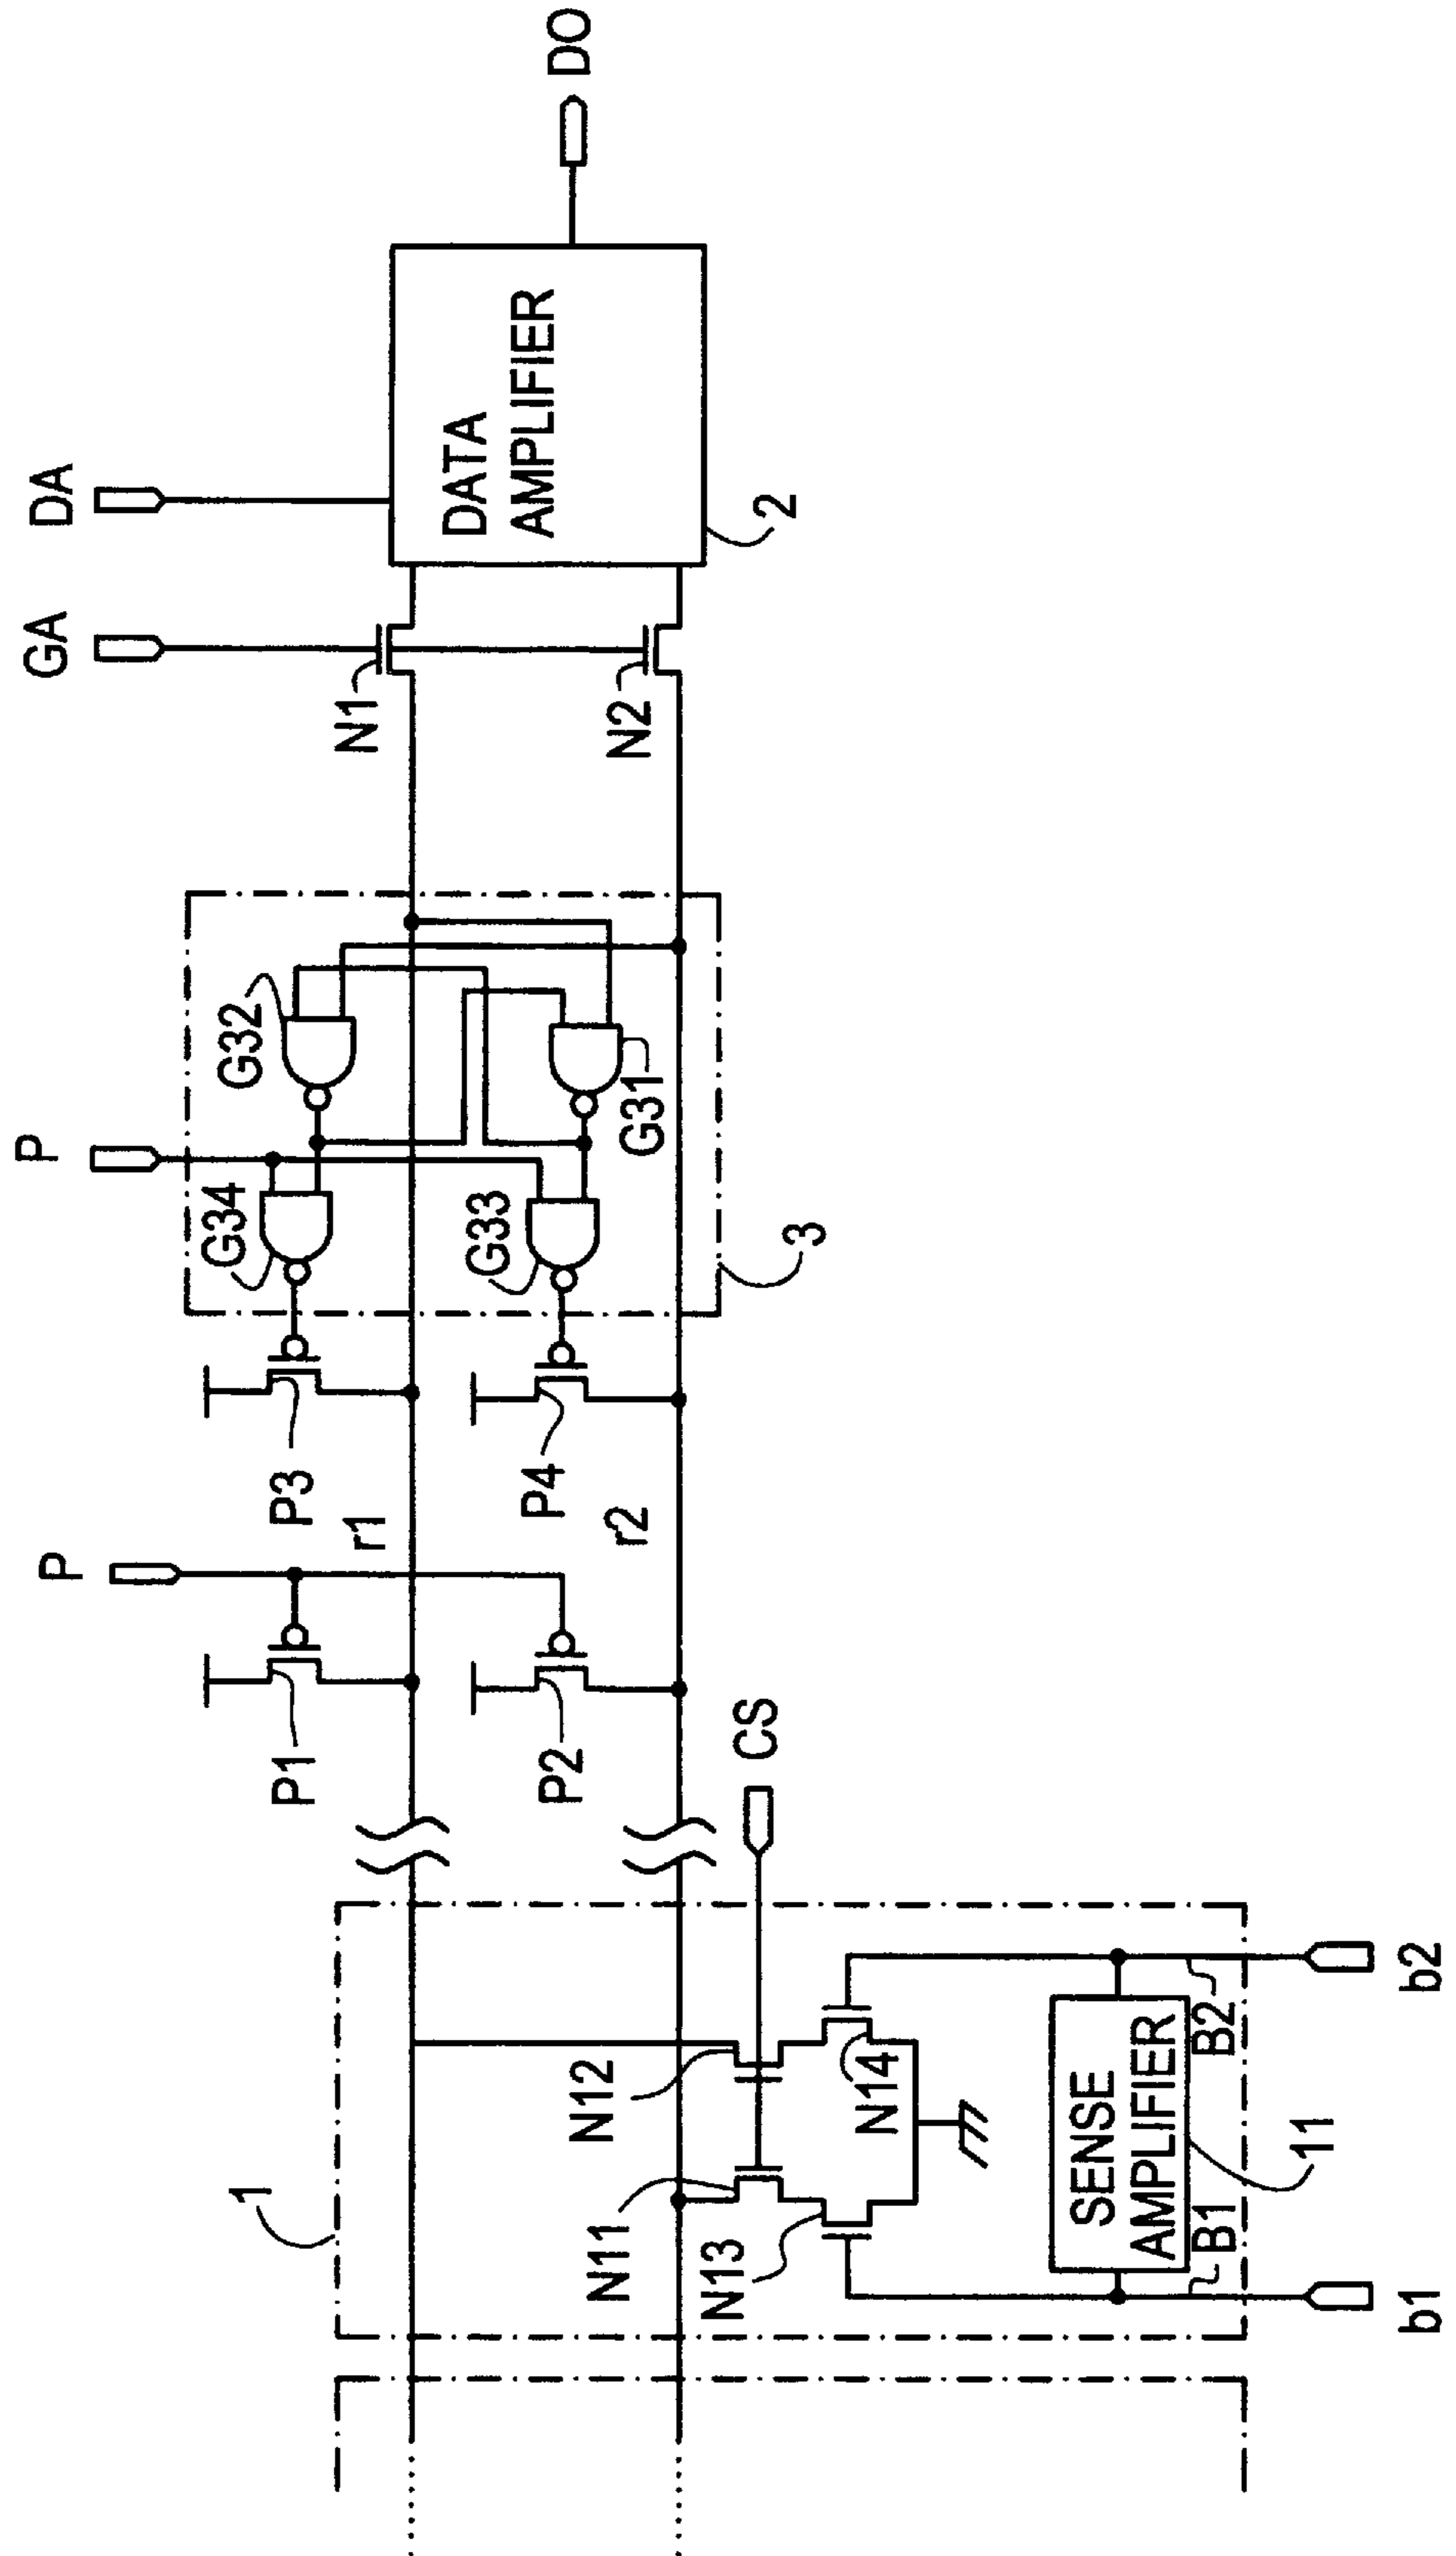 b1
b2
1
B1
B2
SENSE
AMPLIFIER
11
N11
N12
N13
N14
CS
P
P1
P2
r1
r2
P3
P4
P
G34
G33
G32
G31
3
N1
N2
GA
DA
DATA
AMPLIFIER
2
DO